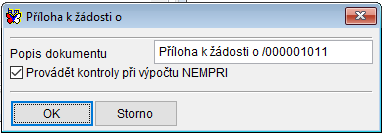 Příloha k žádosti o
Popis dokumentu Příloha k žádosti o /000001011
Provádět kontroly při výpočtu NEMPRI
OK Storno